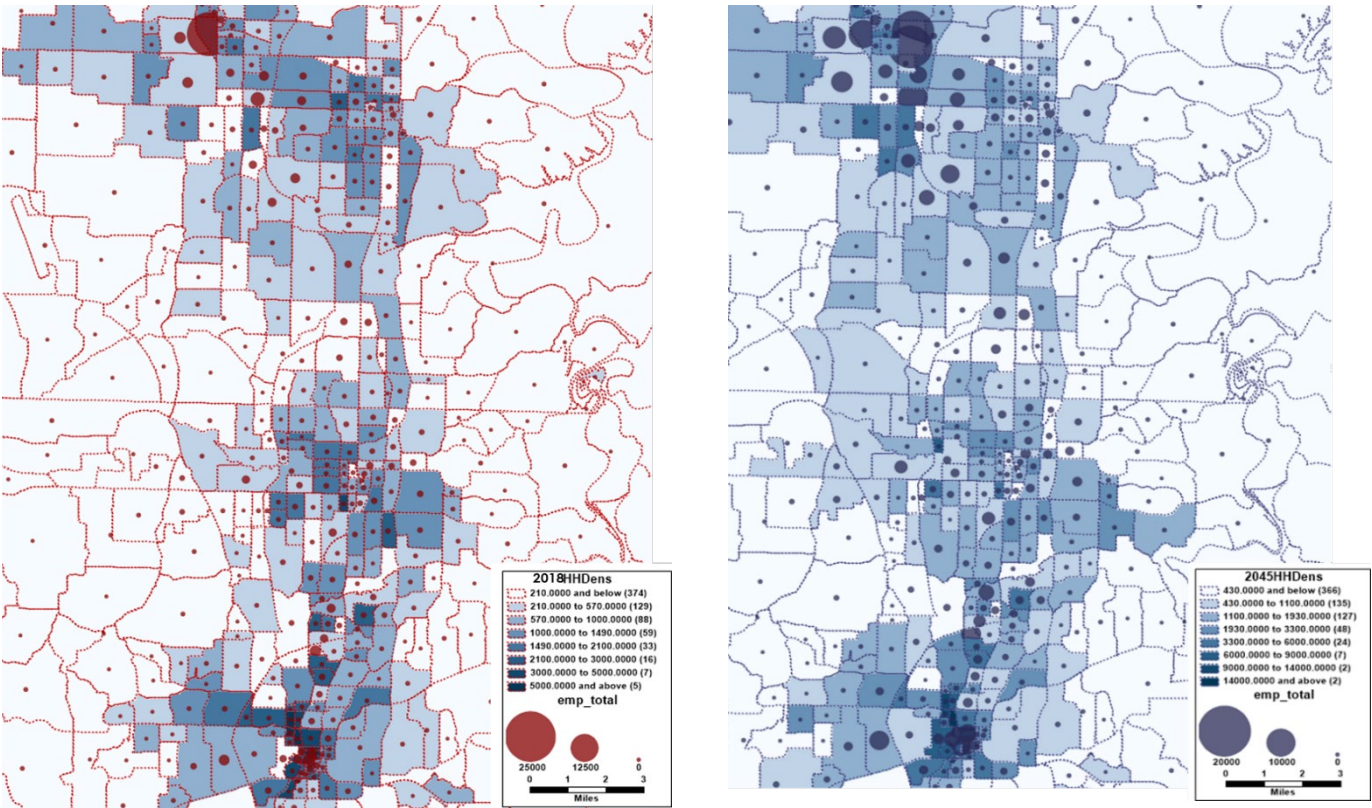 2018HHDens
210.0000 and below (374)
210.0000 to 570.0000 (129)
570.0000 to 1000.0000 (88)
1000.0000 to 1490.0000 (59)
1490.0000 to 2100.0000 (33)
2100.0000 to 3000.0000 (16)
3000.0000 to 5000.0000 (7)
5000.0000 and above (5)
emp_total
25000 12500 0
0 1 2 3
Miles
2045HHDens
430.0000 and below (366)
430.0000 to 1100.0000 (135)
1100.0000 to 1930.0000 (127)
1930.0000 to 3300.0000 (48)
3300.0000 to 6000.0000 (24)
6000.0000 to 9000.0000 (7)
9000.0000 to 14000.0000 (2)
14000.0000 and above (2)
emp_total
20000 10000 0
0 1 2 3
Miles